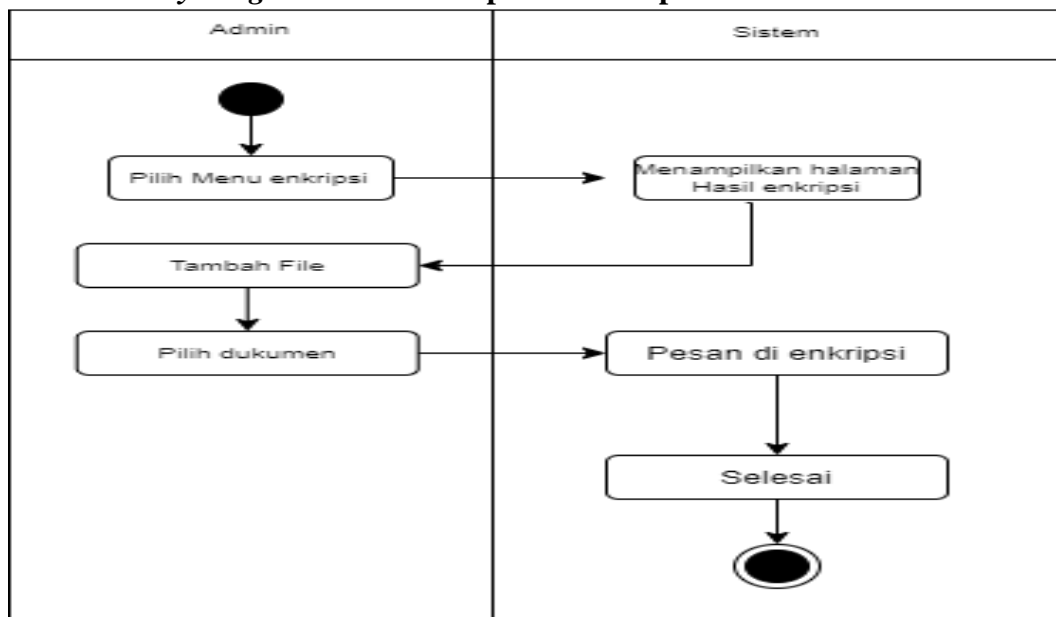 Admin
Sistem
Pilih Menu enkripsi
Menampilkan halaman
Hasil enkripsi
Tambah File
Pilih dukumen
Pesan di enkripsi
Selesai